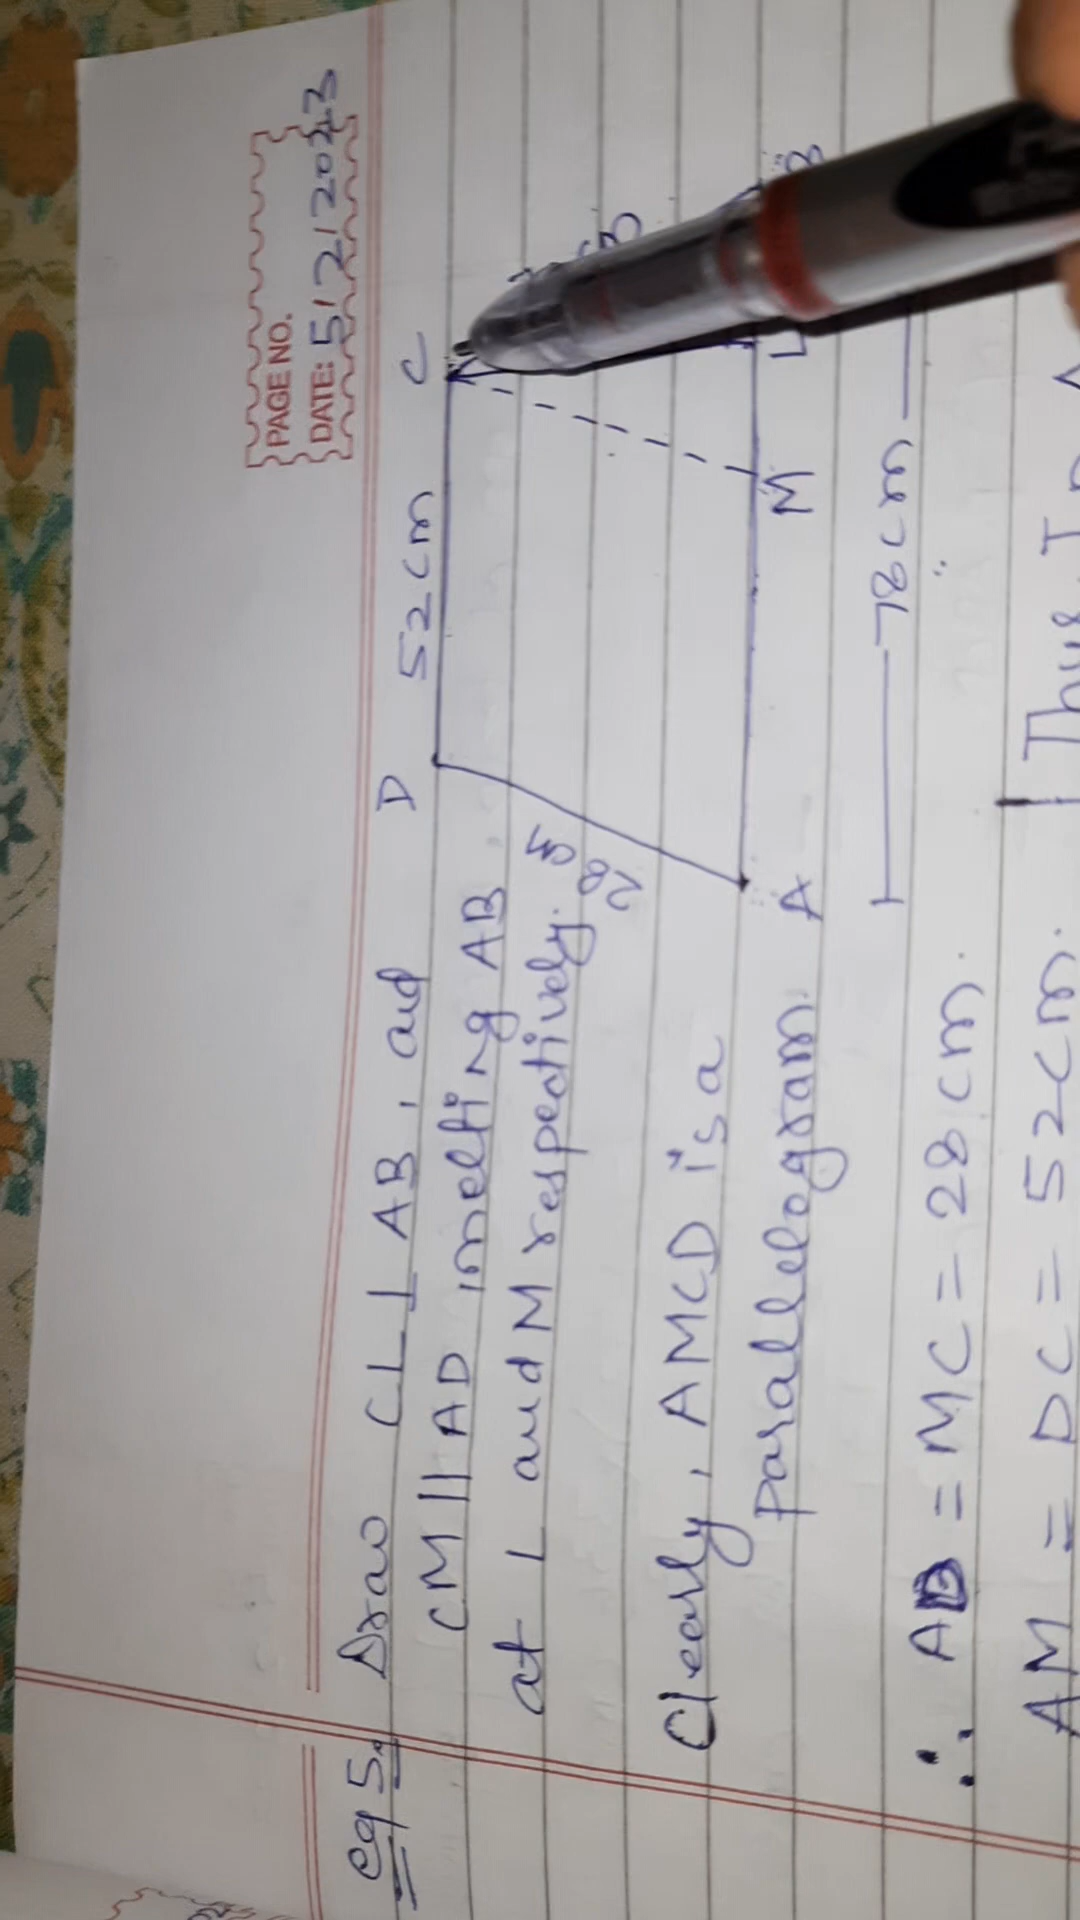 PAGE NO.
DATE: 5/2/2023
eg 5. Draw CL ⊥ AB, and
CM || AD meeting AB
at L and M respectively.
Clearly, AMCD is a
parallelogram.
∴ AD = MC = 28 cm.
AM = DC = 52 cm.
D 52 cm C
28
A M L B
78 cm
Thus